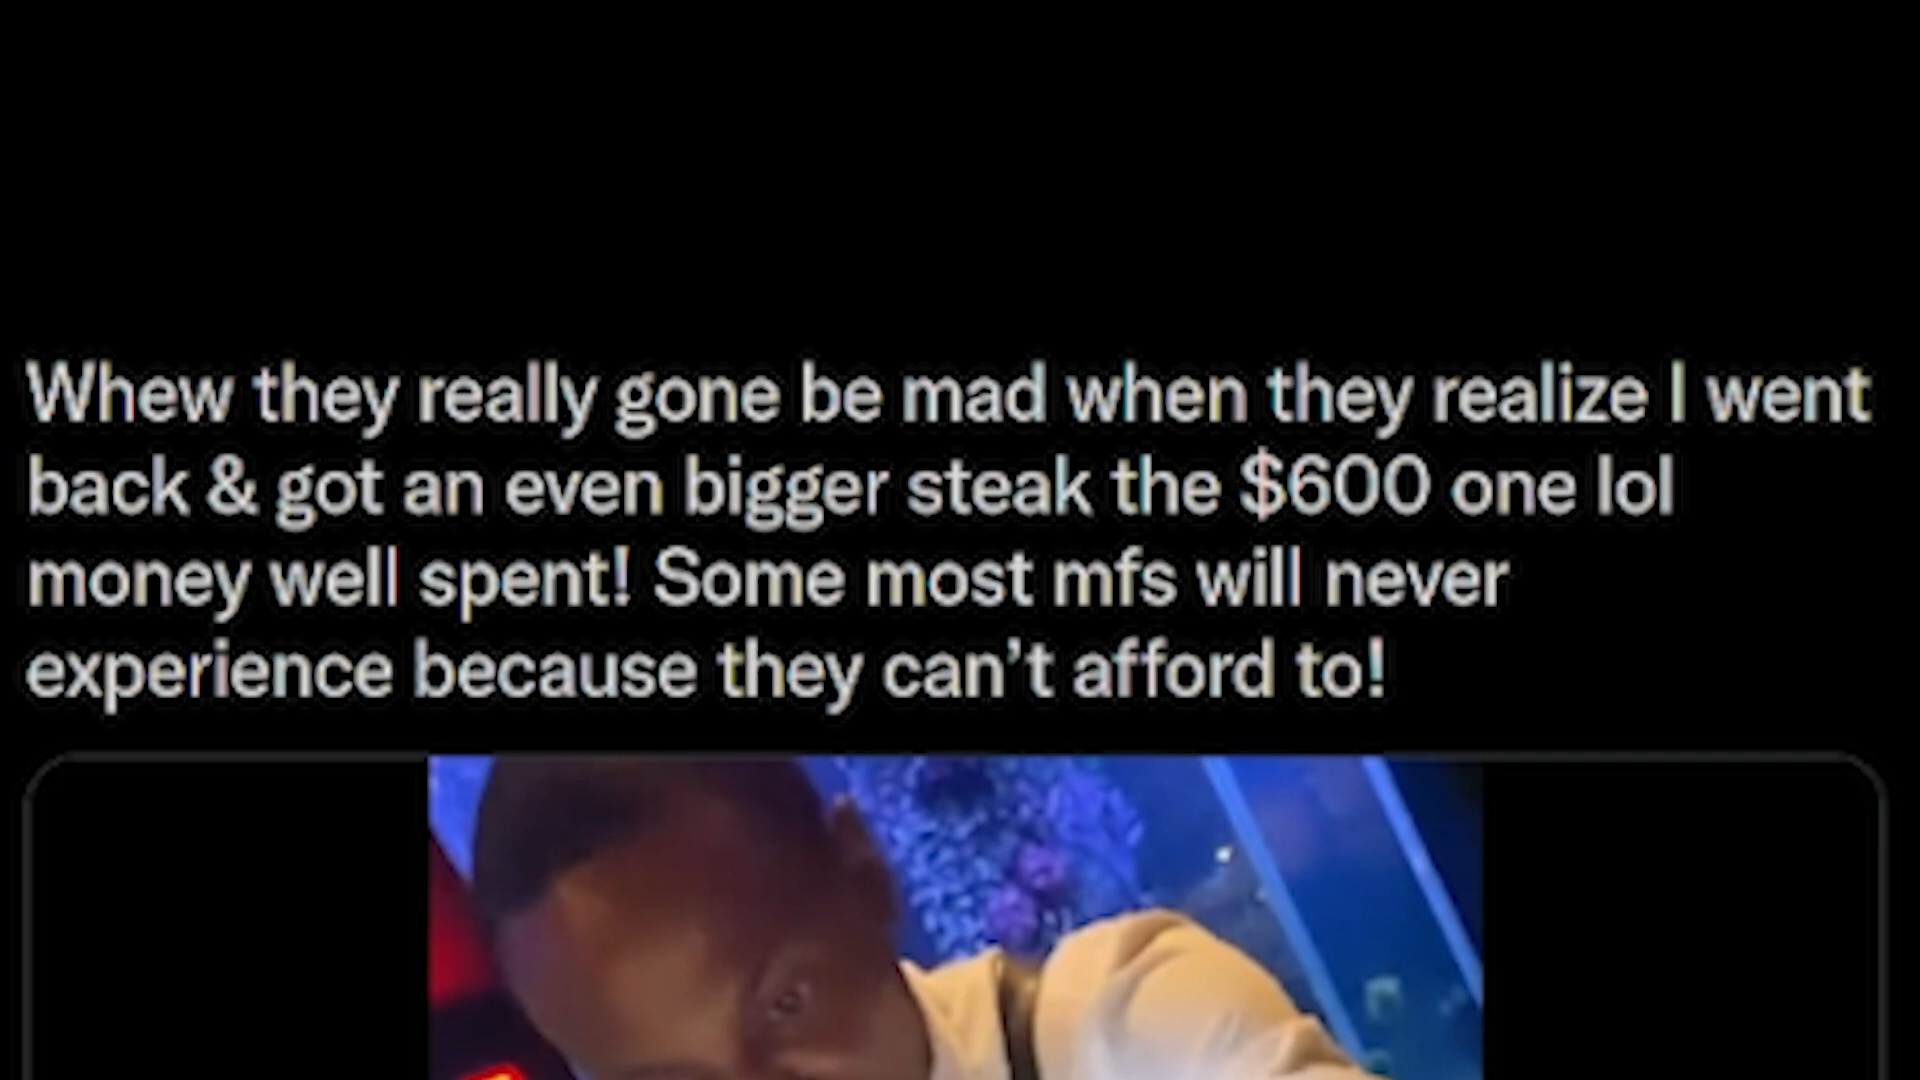 Whew they really gone be mad when they realize I went
back & got an even bigger steak the $600 one lol
money well spent! Some most mfs will never
experience because they can’t afford to!